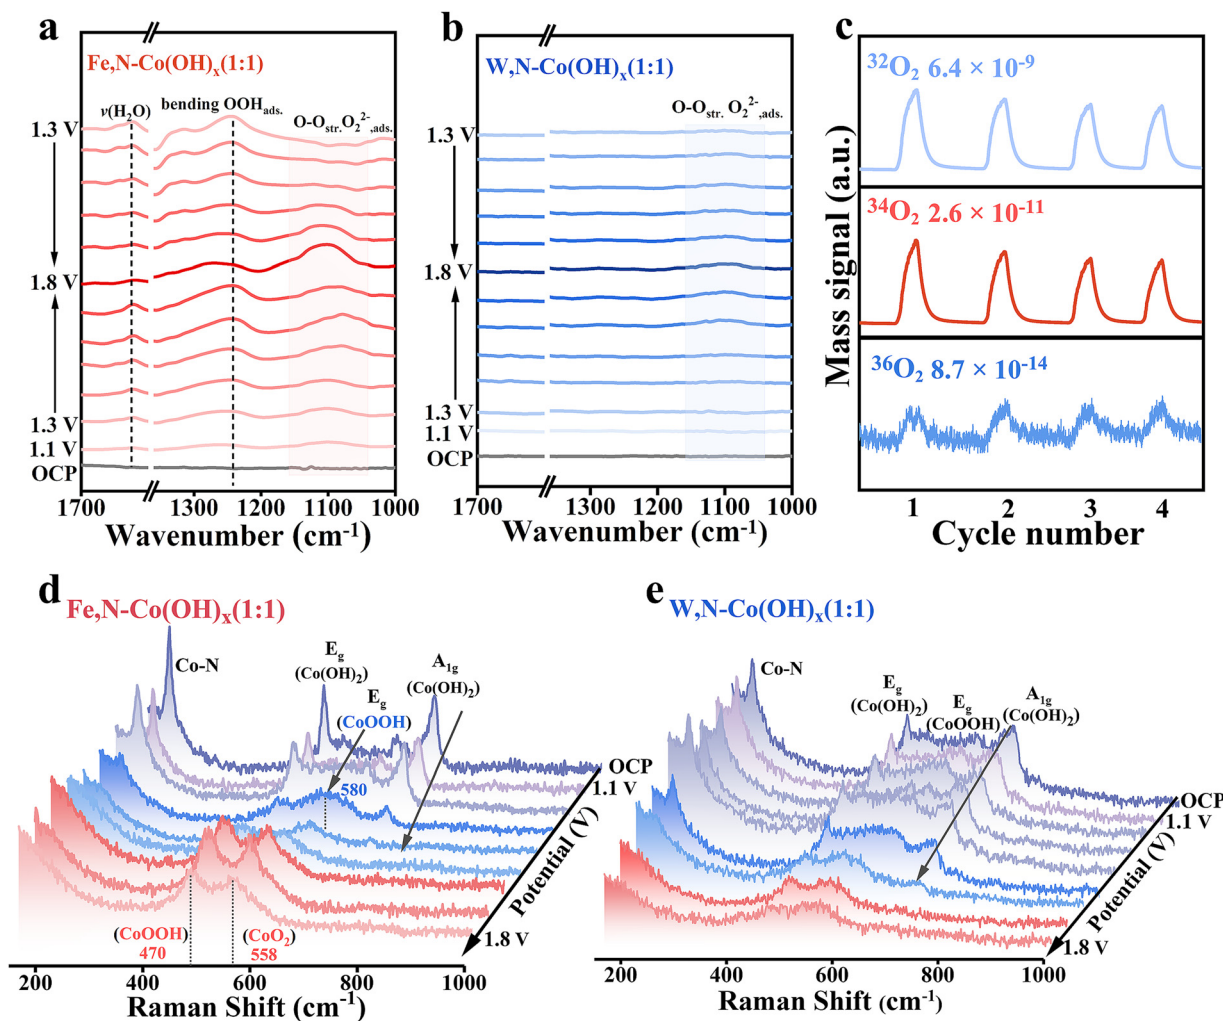 a
Fe,N-Co(OH)ₓ(1:1)
ν(H₂O)
bending OOHads.
O-Ostr. O₂²⁻,ads.
1.3 V
1.8 V
1.3 V
1.1 V
OCP
1700
1300
1200
1100
1000
Wavenumber (cm⁻¹)
b
W,N-Co(OH)ₓ(1:1)
O-Ostr. O₂²⁻,ads.
1.3 V
1.8 V
1.3 V
1.1 V
OCP
1700
1300
1200
1100
1000
Wavenumber (cm⁻¹)
c
³²O₂ 6.4 × 10⁻⁹
³⁴O₂ 2.6 × 10⁻¹¹
³⁶O₂ 8.7 × 10⁻¹⁴
Mass signal (a.u.)
1
2
3
4
Cycle number
d
Fe,N-Co(OH)ₓ(1:1)
Co-N
Eg
(Co(OH)₂)
Eg
(CoOOH)
580
A₁g
(Co(OH)₂)
OCP
1.1 V
Potential (V)
1.8 V
(CoOOH)
470
(CoO₂)
558
200
400
600
800
1000
Raman Shift (cm⁻¹)
e
W,N-Co(OH)ₓ(1:1)
Co-N
Eg
(Co(OH)₂)
Eg
(CoOOH)
A₁g
(Co(OH)₂)
OCP
1.1 V
Potential (V)
1.8 V
200
400
600
800
1000
Raman Shift (cm⁻¹)